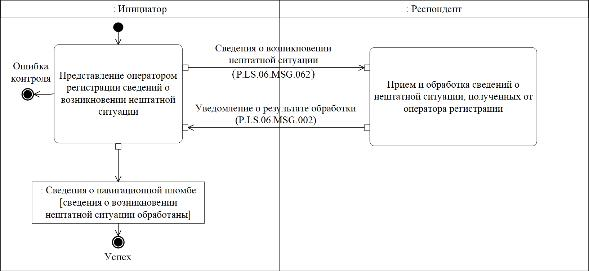 : Инициатор
: Респондент
Ошибка
контроля
Представление оператором
регистрации сведений о
возникновении нештатной
ситуации
Сведения о возникновении
нештатной ситуации
(P.LS.06.MSG.062)
Уведомление о результате обработки
(P.LS.06.MSG.002)
Прием и обработка сведений о
нештатной ситуации, полученных от
оператора регистрации
: Сведения о навигационной пломбе
[сведения о возникновении
нештатной ситуации обработаны]
Успех